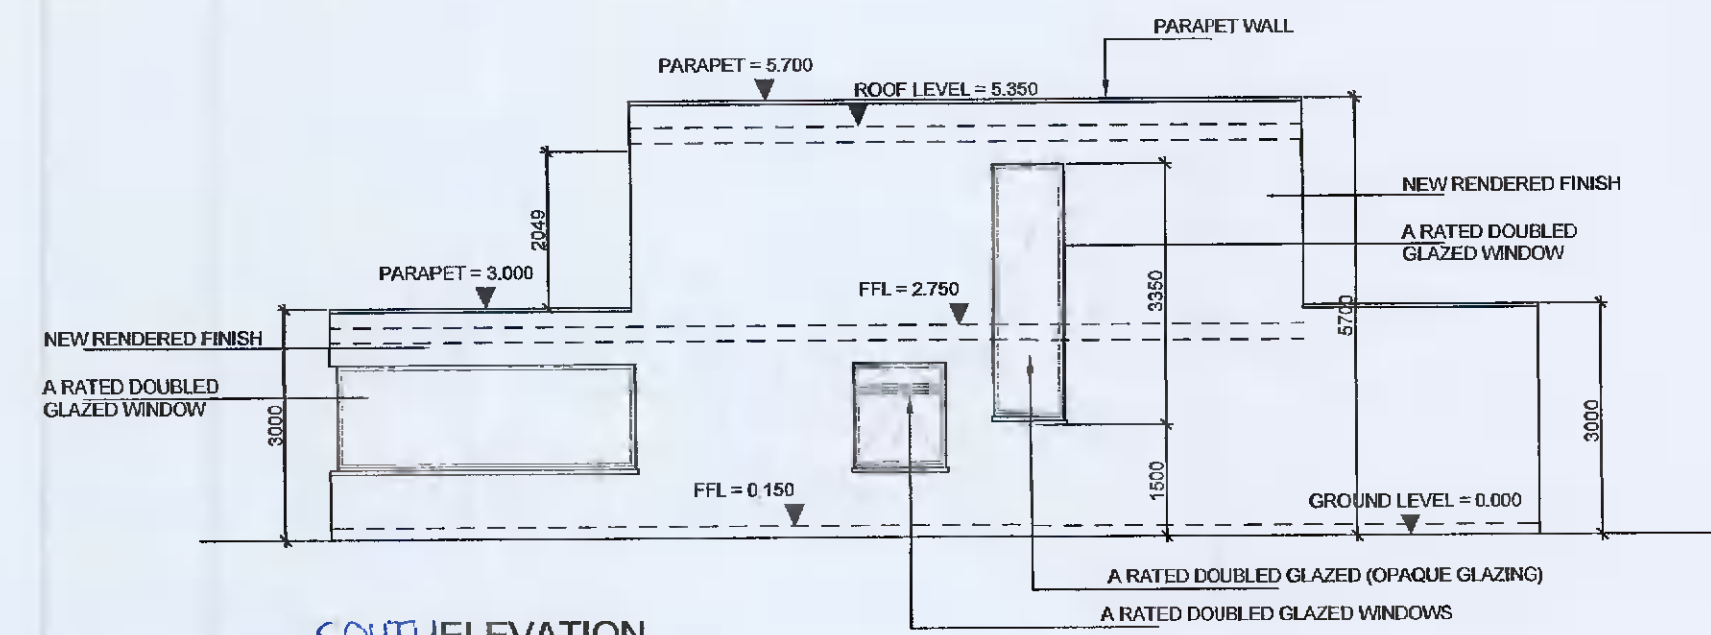 PARAPET WALL
PARAPET = 5.700
ROOF LEVEL = 5.350
NEW RENDERED FINISH
2049
A RATED DOUBLED
GLAZED WINDOW
PARAPET = 3.000
FFL = 2.750
3350
5700
NEW RENDERED FINISH
A RATED DOUBLED
GLAZED WINDOW
3000
3000
FFL = 0.150
1500
GROUND LEVEL = 0.000
A RATED DOUBLED GLAZED (OPAQUE GLAZING)
A RATED DOUBLED GLAZED WINDOWS
SOUTH ELEVATION